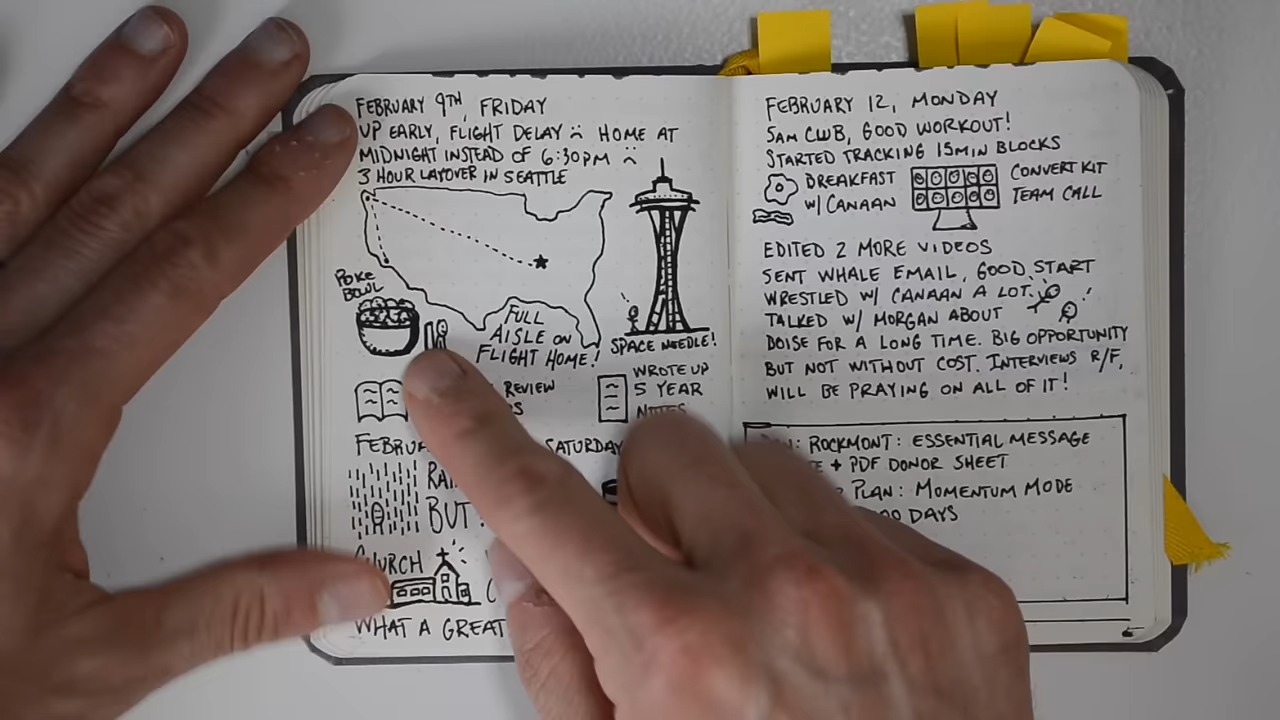 FEBRUARY 9TH, FRIDAY
UP EARLY, FLIGHT DELAY HOME AT
MIDNIGHT INSTEAD OF 6:30PM
3 HOUR LAYOVER IN SEATTLE
POKE
BOWL
FULL
AISLE ON
FLIGHT HOME!
SPACE NEEDLE!
REVIEW
WROTE UP
5 YEAR
NOTES
SATURDAY
BUT
CHURCH
WHAT A GREAT
FEBRUARY 12, MONDAY
5AM CLUB, GOOD WORKOUT!
STARTED TRACKING 15MIN BLOCKS
BREAKFAST
W/ CANAAN
CONVERT KIT
TEAM CALL
EDITED 2 MORE VIDEOS
SENT WHALE EMAIL, GOOD START
WRESTLED W/ CANAAN A LOT.
TALKED W/ MORGAN ABOUT
BOISE FOR A LONG TIME. BIG OPPORTUNITY
BUT NOT WITHOUT COST. INTERVIEWS R/F,
WILL BE PRAYING ON ALL OF IT!
ROCKMONT: ESSENTIAL MESSAGE
+ PDF DONOR SHEET
PLAN: MOMENTUM MODE
DAYS